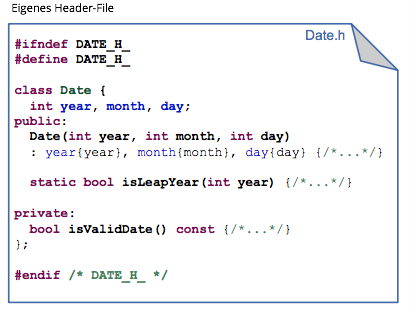 Eigenes Header-File
Date.h
#ifndef DATE_H_
#define DATE_H_
class Date {
int year, month, day;
public:
Date(int year, int month, int day)
: year{year}, month{month}, day{day} {/*...*/}
static bool isLeapYear(int year) {/*...*/}
private:
bool isValidDate() const {/*...*/}
};
#endif /* DATE_H_ */